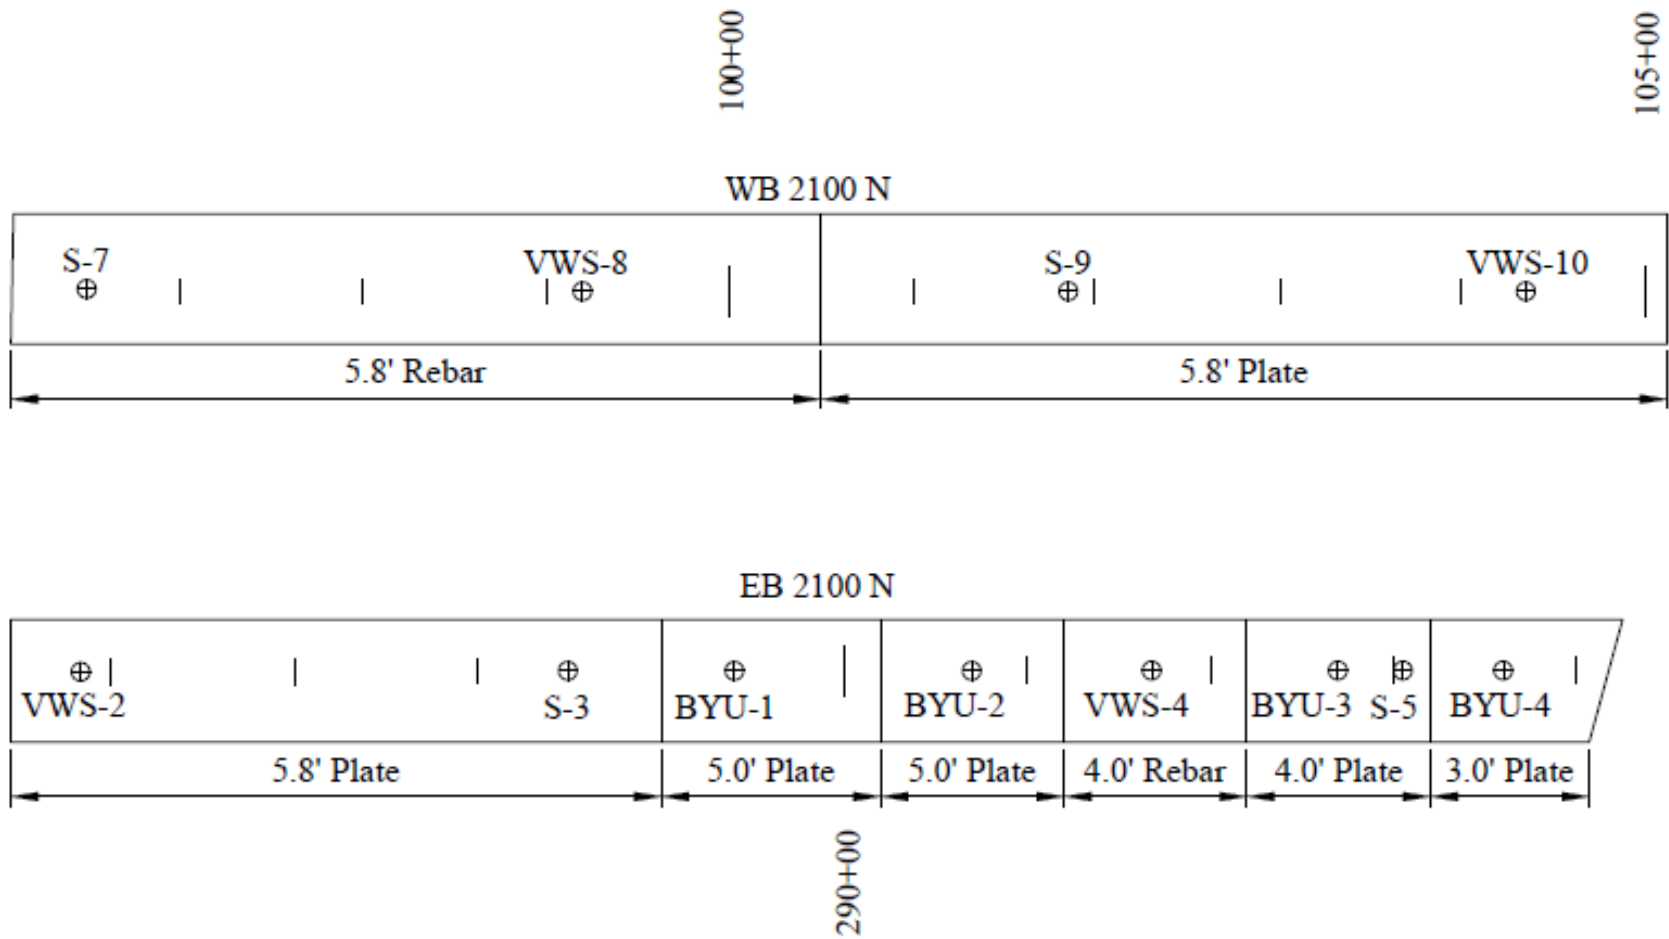 100+00
105+00
WB 2100 N
S-7
VWS-8
S-9
VWS-10
5.8' Rebar
5.8' Plate
EB 2100 N
VWS-2
S-3
BYU-1
BYU-2
VWS-4
BYU-3
S-5
BYU-4
5.8' Plate
5.0' Plate
5.0' Plate
4.0' Rebar
4.0' Plate
3.0' Plate
290+00